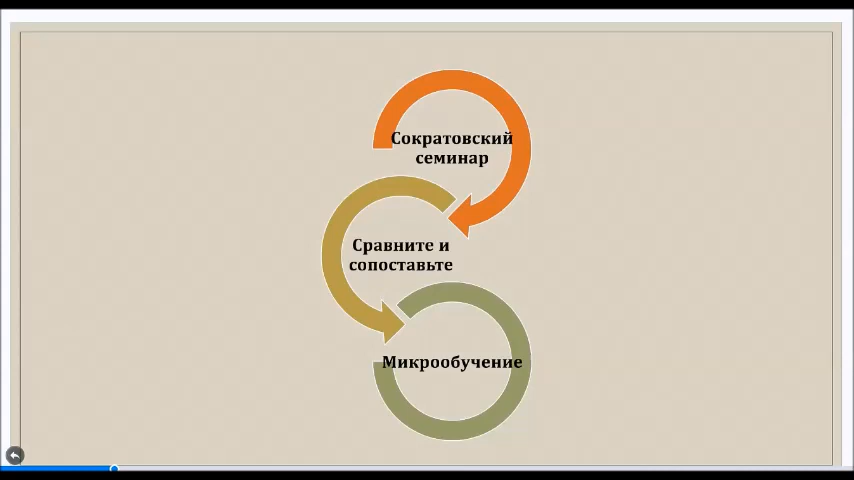 Сократовский
семинар
Сравните и
сопоставьте
Микрообучение